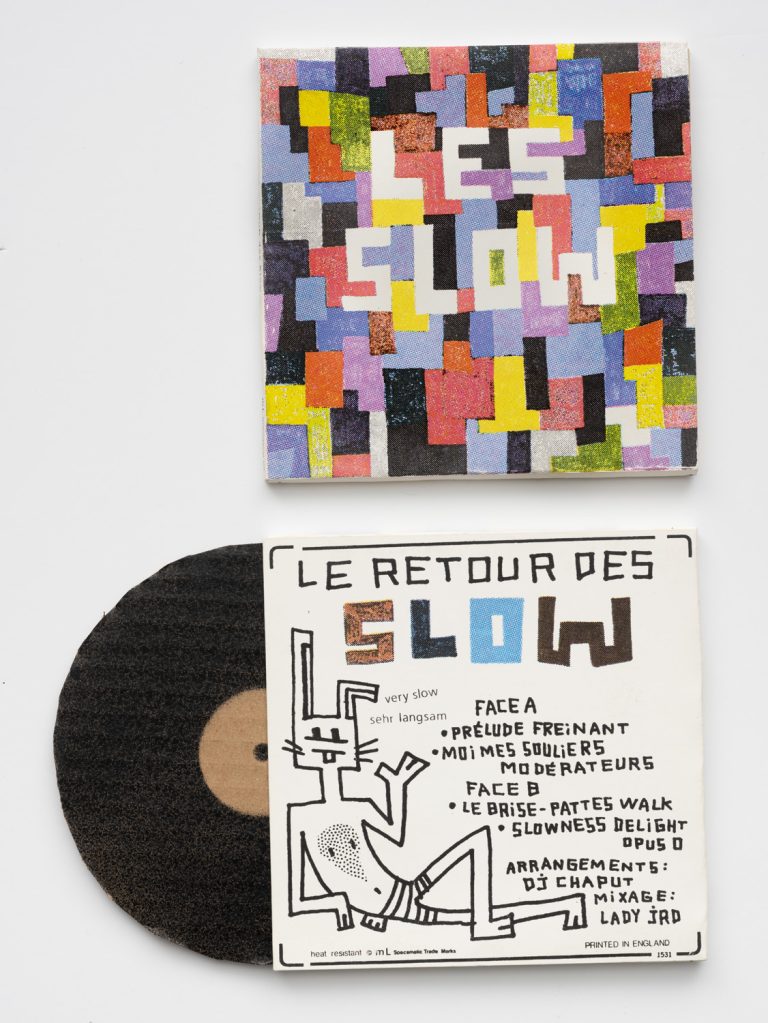 LES
SLOW
LE RETOUR DES
SLOW
very slow
sehr langsam
FACE A
• PRÉLUDE FREiNANT
• MOi MES SOULiERS
MODÉRATEURS
FACE B
• LE BRISE-PATTES WALK
• SLOWNESS DELIGHT
OPUS 0
ARRANGEMENTS:
DJ CHAPUT
MiXAGE:
LADY JRD
PRINTED IN ENGLAND
heat resistant © mL Spacematic Trade Marks
1531